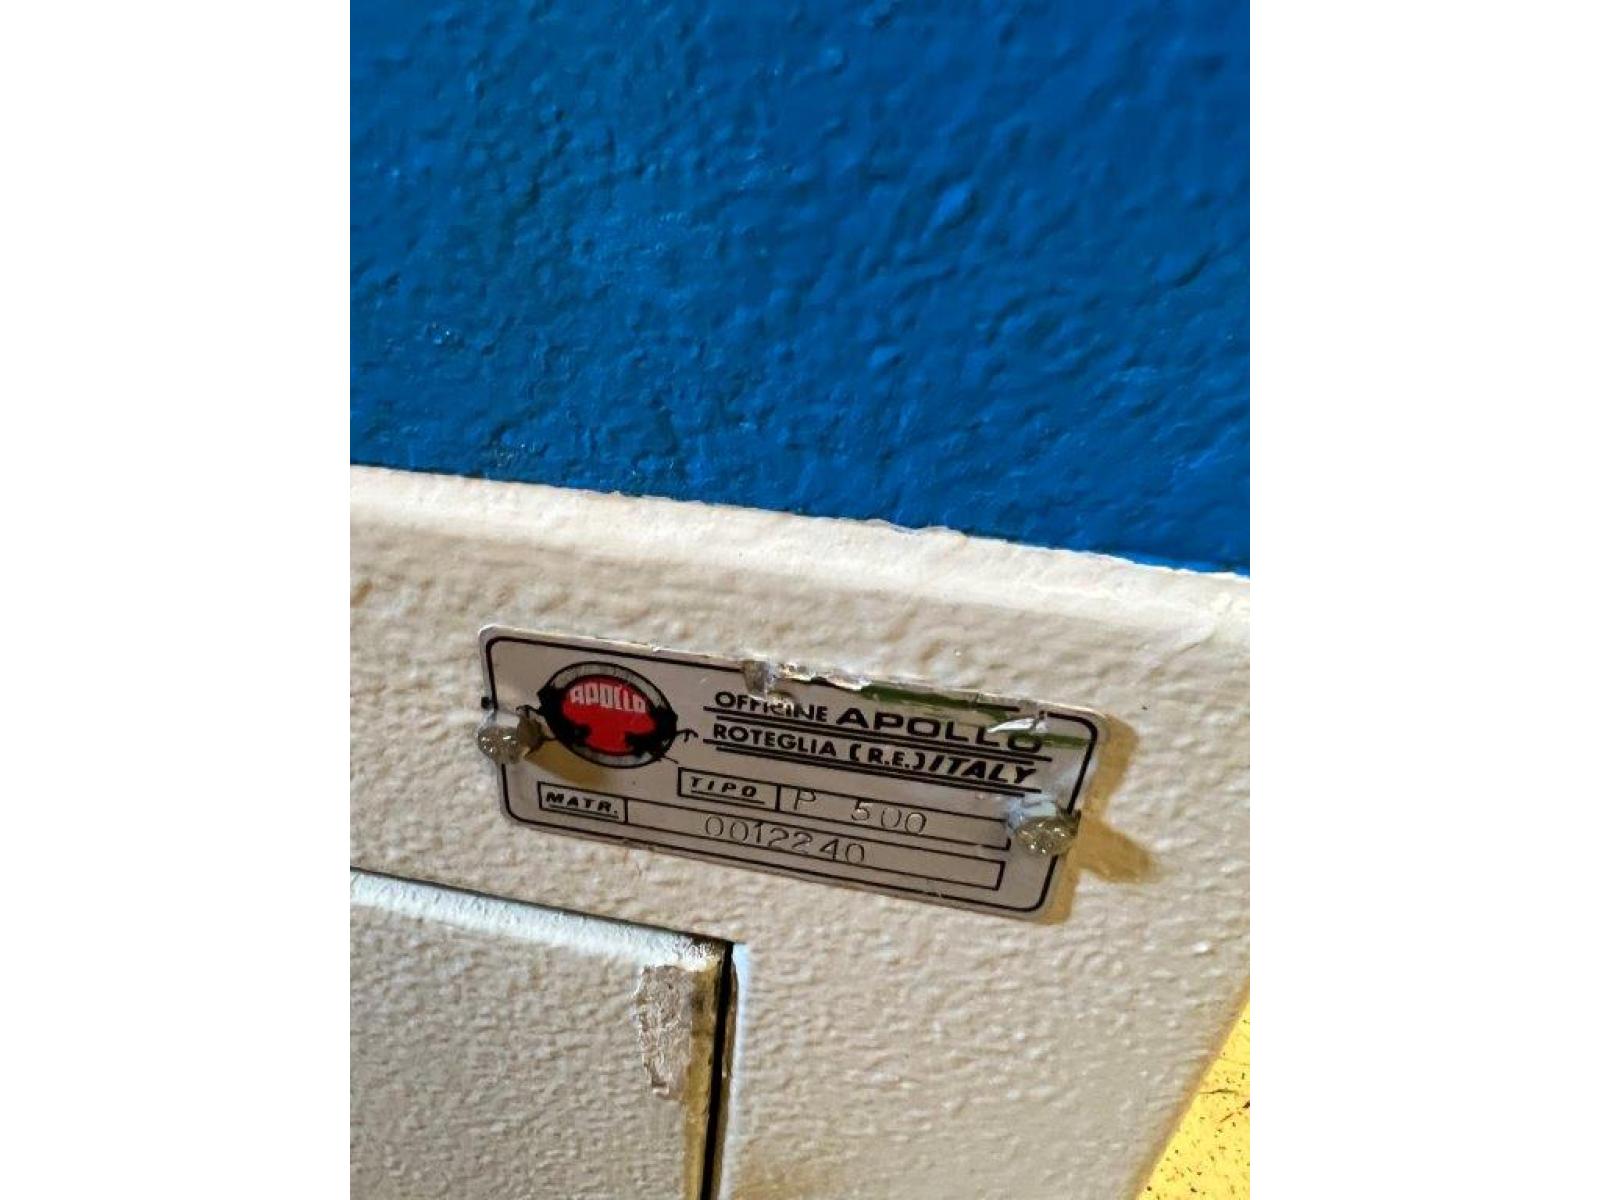 APOLLO
OFFICINE APOLLO
ROTEGLIA (R.E.) ITALY
TIPO P 500
MATR. 0012240